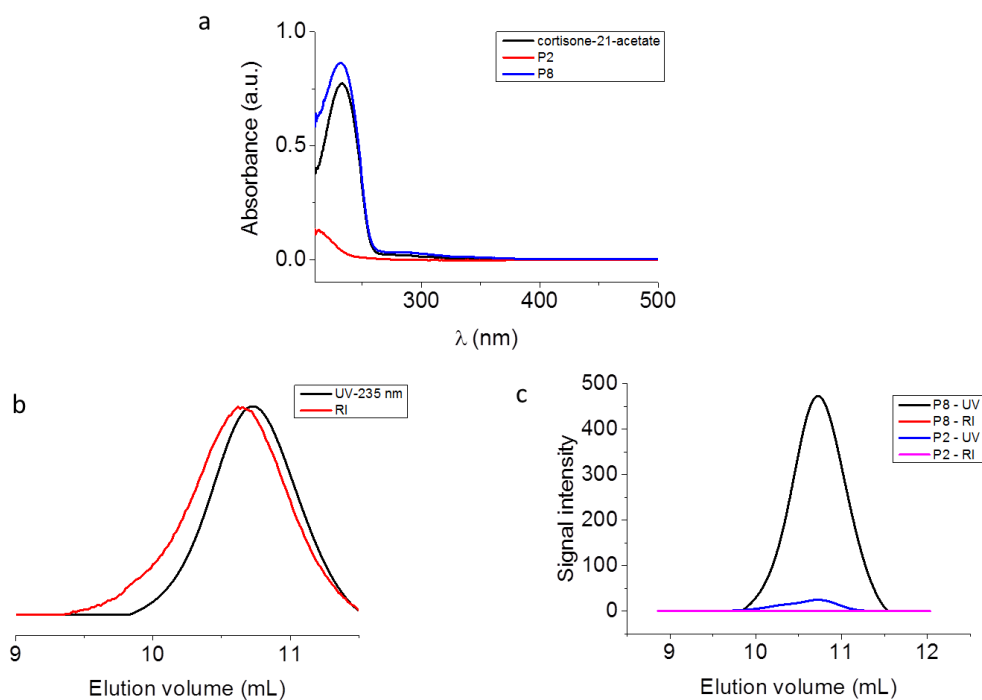 a
1.0
0.5
0.0
Absorbance (a.u.)
cortisone-21-acetate
P2
P8
300
400
500
λ (nm)
b
UV-235 nm
RI
9
10
11
Elution volume (mL)
c
500
400
300
200
100
0
Signal intensity
P8 - UV
P8 - RI
P2 - UV
P2 - RI
9
10
11
12
Elution volume (mL)